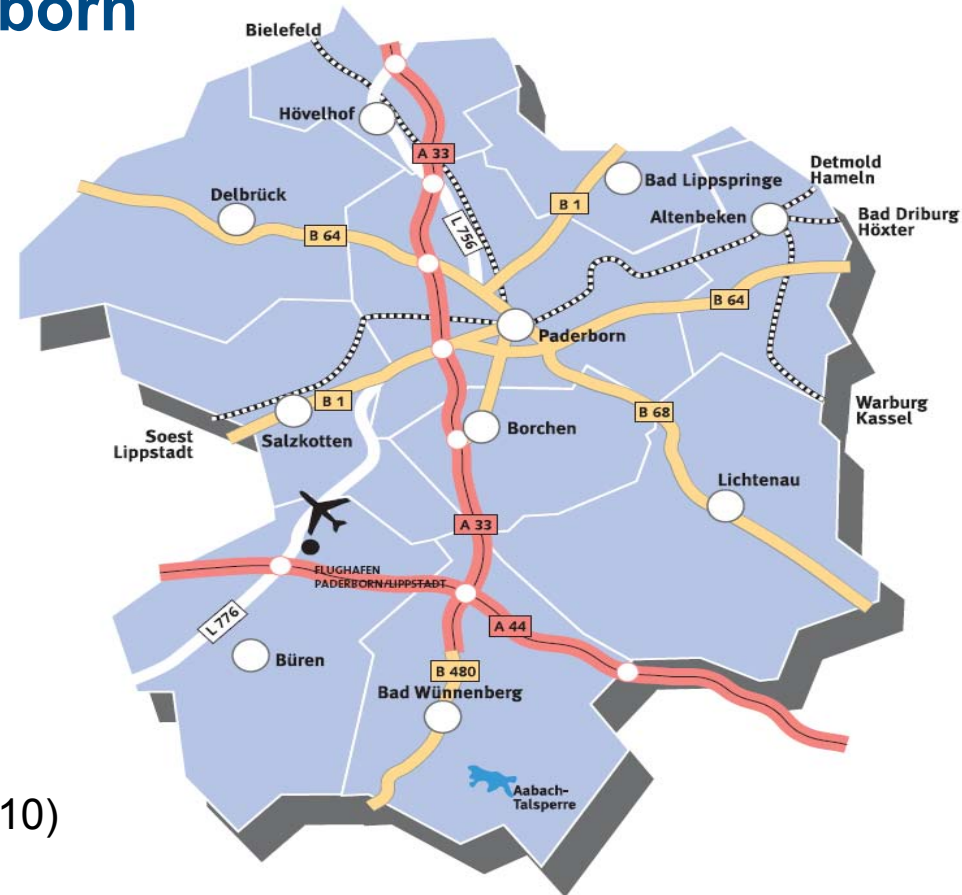 born
Bielefeld
Hövelhof
A 33
Delbrück
Bad Lippspringe
Detmold
Hameln
B 1
Altenbeken
Bad Driburg
Höxter
B 64
L 756
B 64
Paderborn
B 1
B 68
Warburg
Kassel
Soest
Lippstadt
Salzkotten
Borchen
Lichtenau
A 33
FLUGHAFEN
PADERBORN/LIPPSTADT
L 776
A 44
Büren
B 480
Bad Wünnenberg
Aabach-
Talsperre
10)